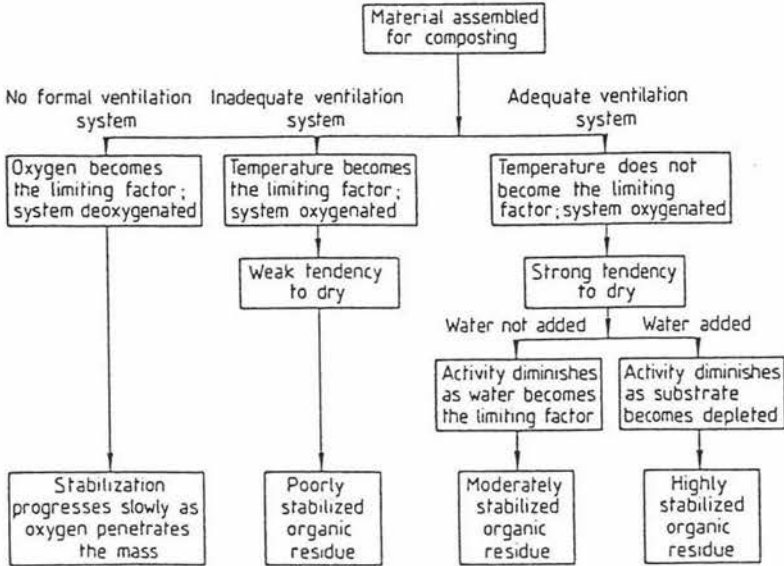 Material assembled
for composting
No formal ventilation
system
Inadequate ventilation
system
Adequate ventilation
system
Oxygen becomes
the limiting factor;
system deoxygenated
Temperature becomes
the limiting factor;
system oxygenated
Temperature does not
become the limiting
factor; system oxygenated
Weak tendency
to dry
Strong tendency
to dry
Water not added
Water added
Activity diminishes
as water becomes
the limiting factor
Activity diminishes
as substrate
becomes depleted
Stabilization
progresses slowly as
oxygen penetrates
the mass
Poorly
stabilized
organic
residue
Moderately
stabilized
organic
residue
Highly
stabilized
organic
residue